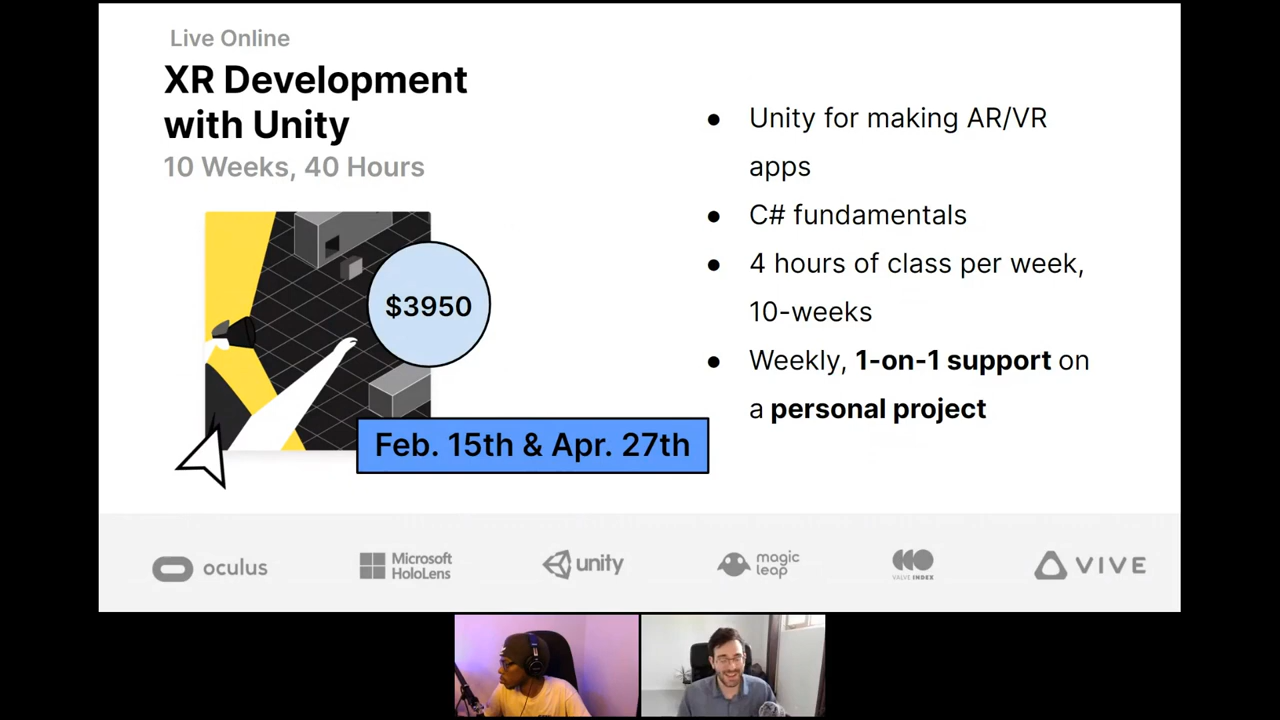 Live Online
XR Development
with Unity
10 Weeks, 40 Hours
$3950
Feb. 15th & Apr. 27th
● Unity for making AR/VR
apps
● C# fundamentals
● 4 hours of class per week,
10-weeks
● Weekly, 1-on-1 support on
a personal project
oculus
Microsoft
HoloLens
unity
magic
leap
VALVE INDEX
VIVE